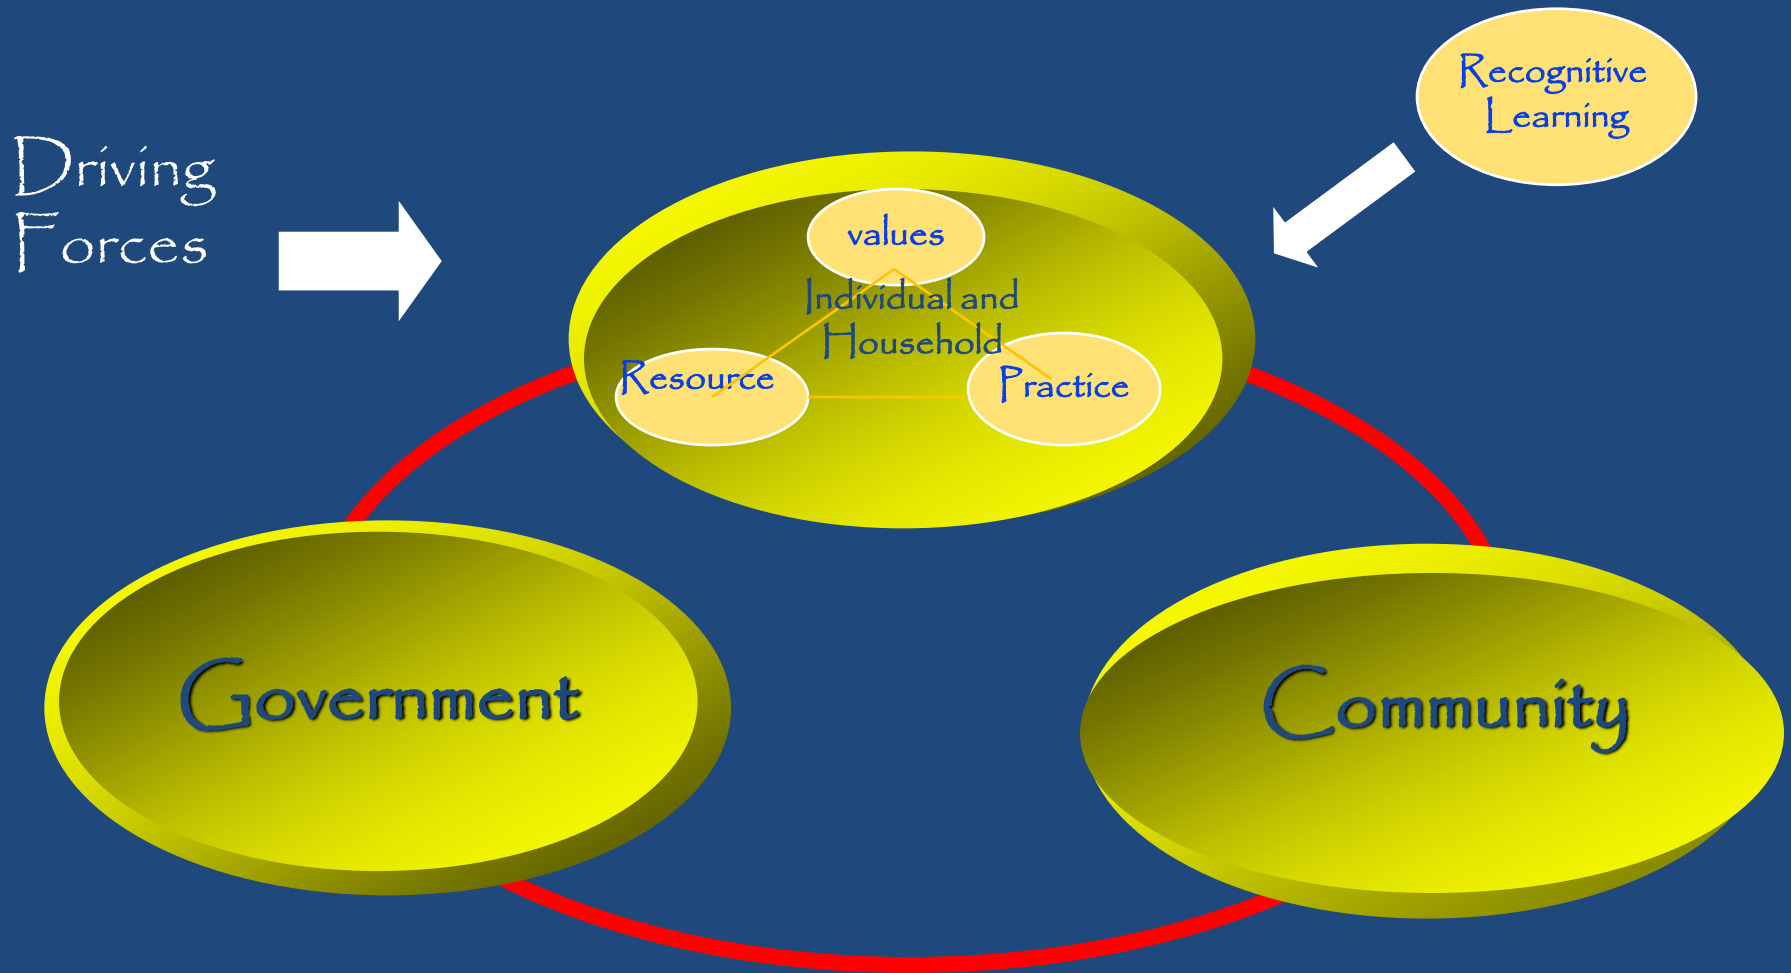 Recognitive
Learning
Driving
Forces
values
Individual and
Household
Resource
Practice
Government
Community